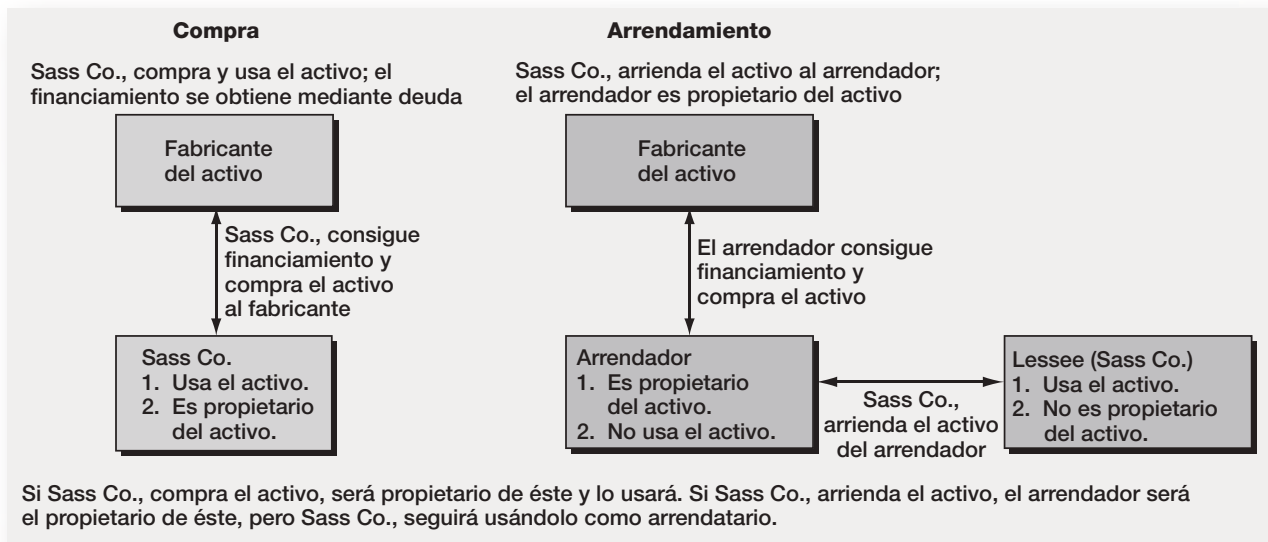 Compra
Sass Co., compra y usa el activo; el
financiamiento se obtiene mediante deuda
Fabricante
del activo
Sass Co., consigue
financiamiento y
compra el activo
al fabricante
Sass Co.
1. Usa el activo.
2. Es propietario
del activo.
Arrendamiento
Sass Co., arrienda el activo al arrendador;
el arrendador es propietario del activo
Fabricante
del activo
El arrendador consigue
financiamiento y
compra el activo
Arrendador
1. Es propietario
del activo.
2. No usa el activo.
Sass Co.,
arrienda el activo
del arrendador
Lessee (Sass Co.)
1. Usa el activo.
2. No es propietario
del activo.
Si Sass Co., compra el activo, será propietario de éste y lo usará. Si Sass Co., arrienda el activo, el arrendador será
el propietario de éste, pero Sass Co., seguirá usándolo como arrendatario.